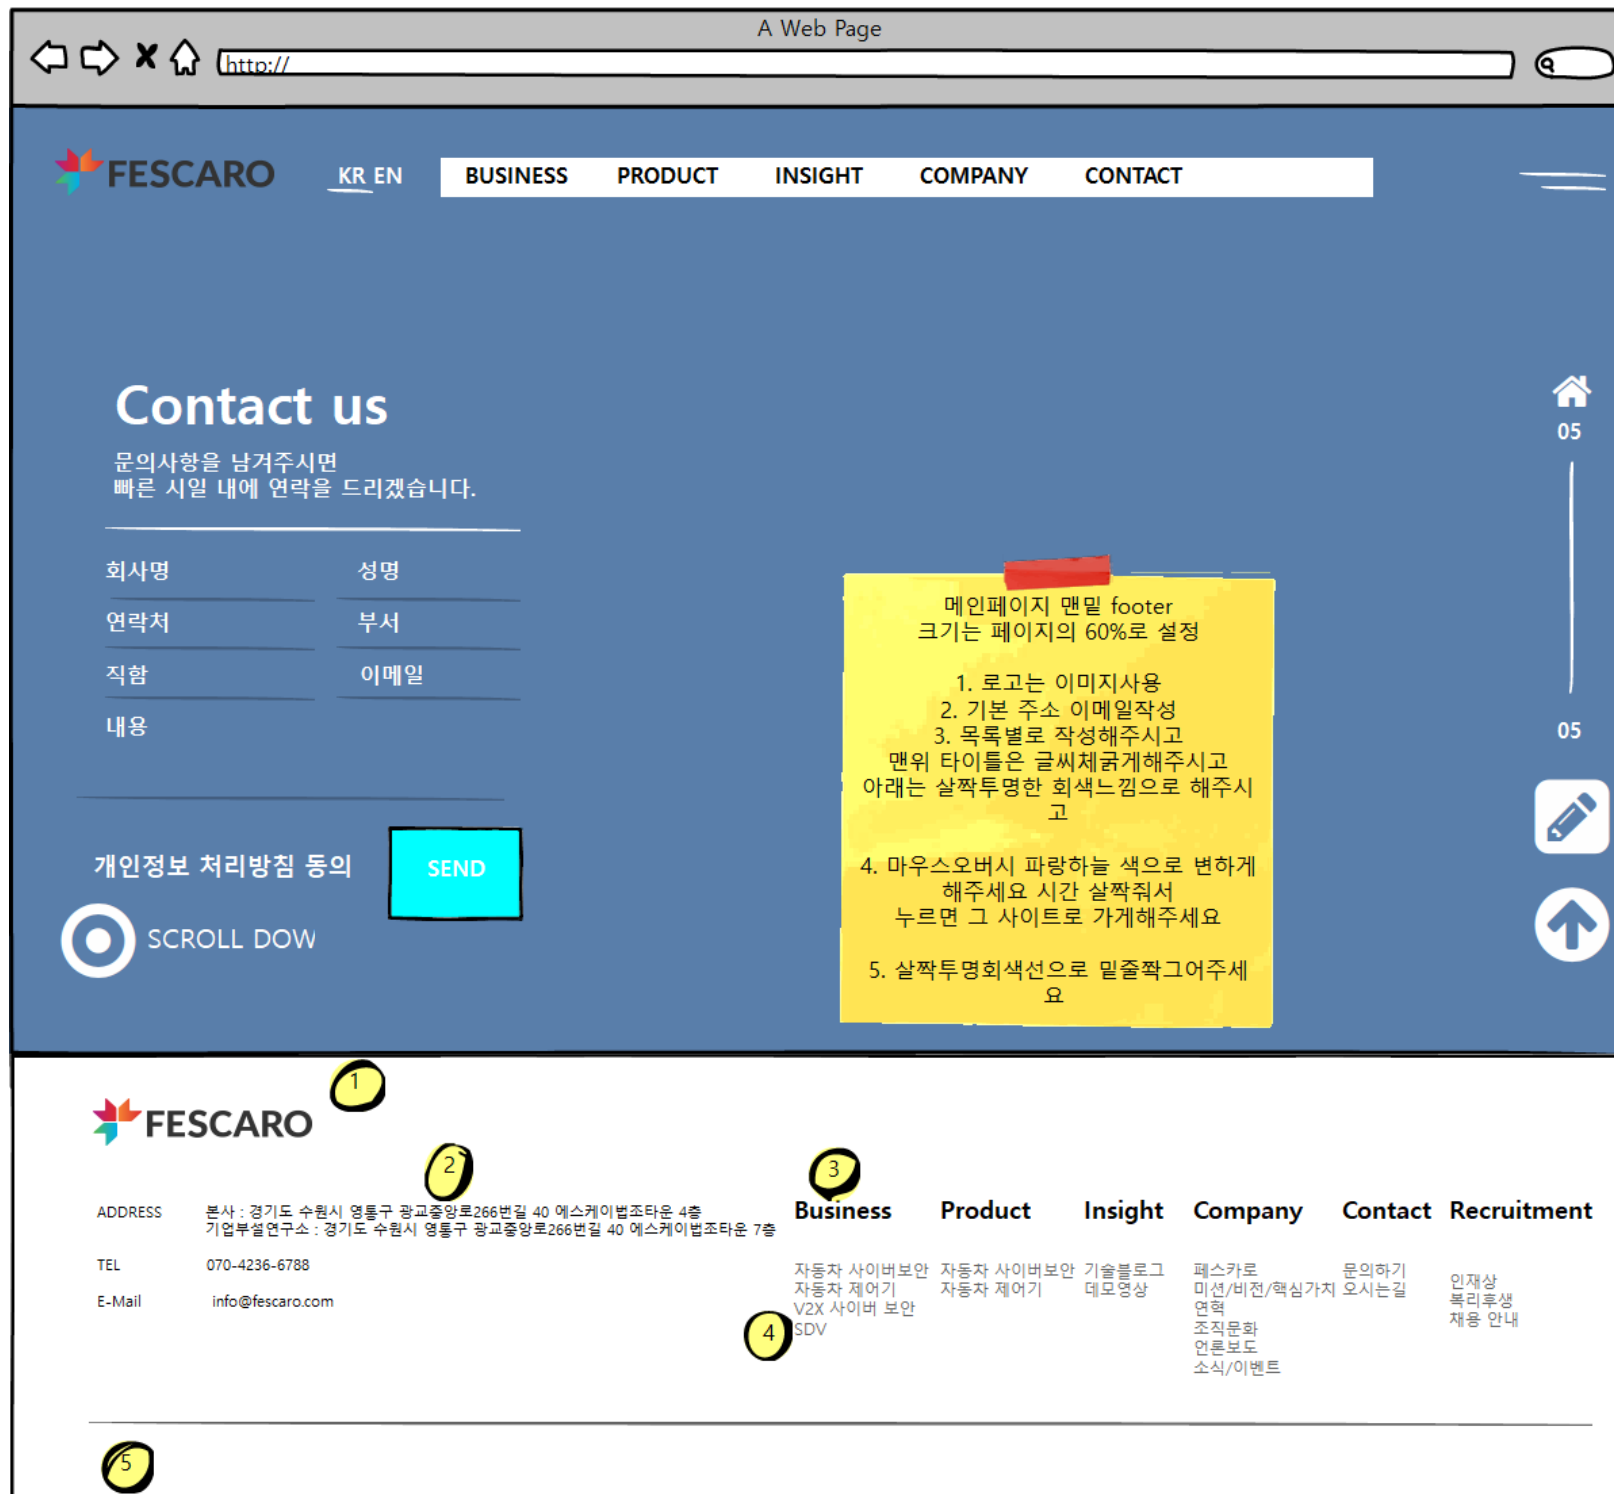 A Web Page
http://
FESCARO
KR EN
BUSINESS PRODUCT INSIGHT COMPANY CONTACT
Contact us
문의사항을 남겨주시면
빠른 시일 내에 연락을 드리겠습니다.
회사명 성명
연락처 부서
직함 이메일
내용
개인정보 처리방침 동의
SEND
SCROLL DOW
메인페이지 맨밑 footer
크기는 페이지의 60%로 설정
1. 로고는 이미지사용
2. 기본 주소 이메일작성
3. 목록별로 작성해주시고
맨위 타이틀은 글씨체굵게해주시고
아래는 살짝투명한 회색느낌으로 해주시
고
4. 마우스오버시 파랑하늘 색으로 변하게
해주세요 시간 살짝줘서
누르면 그 사이트로 가게해주세요
5. 살짝투명회색선으로 밑줄쫙그어주세
요
05
05
1
FESCARO
2
ADDRESS 본사 : 경기도 수원시 영통구 광교중앙로266번길 40 에스케이법조타운 4층
기업부설연구소 : 경기도 수원시 영통구 광교중앙로266번길 40 에스케이법조타운 7층
TEL 070-4236-6788
E-Mail info@fescaro.com
3
Business
자동차 사이버보안
자동차 제어기
V2X 사이버 보안
SDV
4
Product
자동차 사이버보안
자동차 제어기
Insight
기술블로그
데모영상
Company
페스카로
미션/비전/핵심가치
연혁
조직문화
언론보도
소식/이벤트
Contact
문의하기
오시는길
Recruitment
인재상
복리후생
채용 안내
5